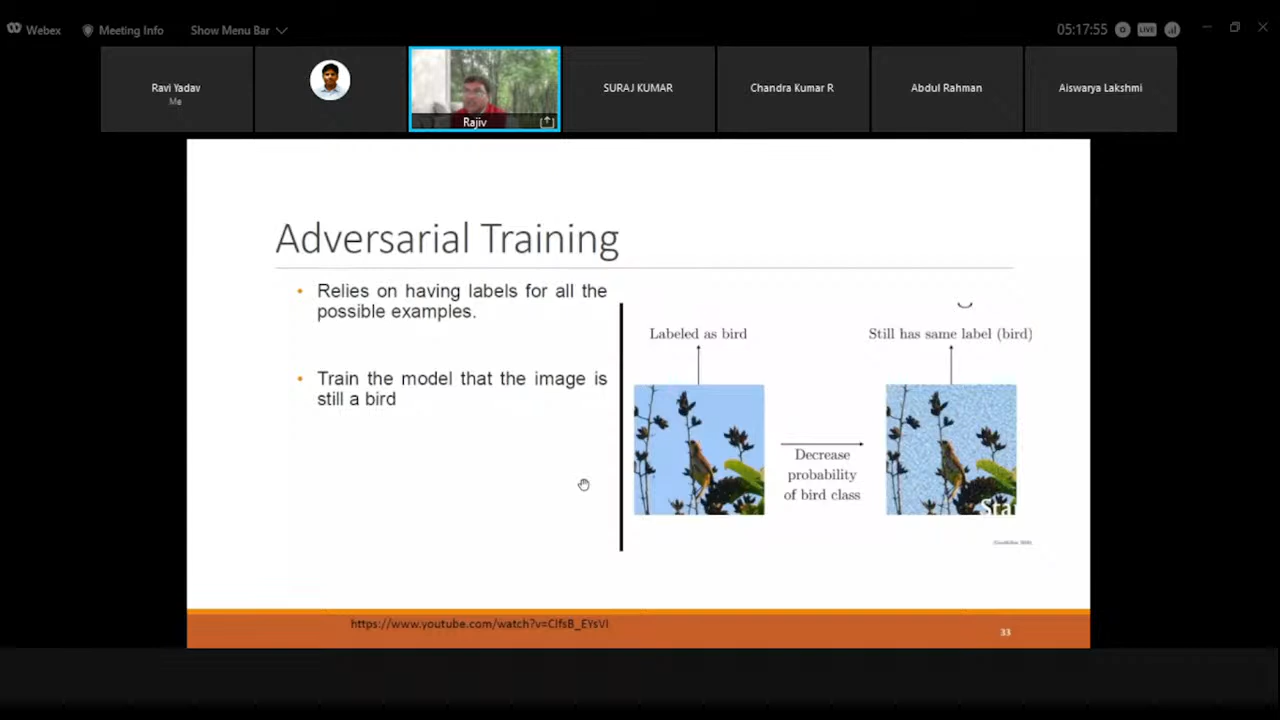 Webex Meeting Info Show Menu Bar 05:17:55 LIVE
Ravi Yadav
Me
Rajiv
SURAJ KUMAR
Chandra Kumar R
Abdul Rahman
Aiswarya Lakshmi
Adversarial Training
• Relies on having labels for all the
possible examples.
• Train the model that the image is
still a bird
Labeled as bird
Still has same label (bird)
Decrease
probability
of bird class
https://www.youtube.com/watch?v=CIfsB_EYsVI
33